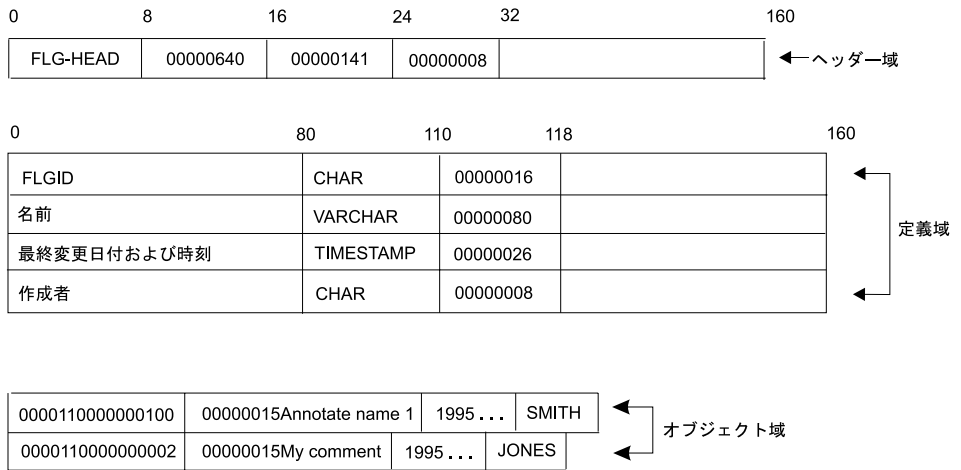 0 8 16 24 32 160
FLG-HEAD 00000640 00000141 00000008 ヘッダー域
0 80 110 118 160
FLGID CHAR 00000016
名前 VARCHAR 00000080
定義域
最終変更日付および時刻 TIMESTAMP 00000026
作成者 CHAR 00000008
0000110000000100 00000015Annotate name 1 1995 . . . SMITH
オブジェクト域
0000110000000002 00000015My comment 1995 . . . JONES